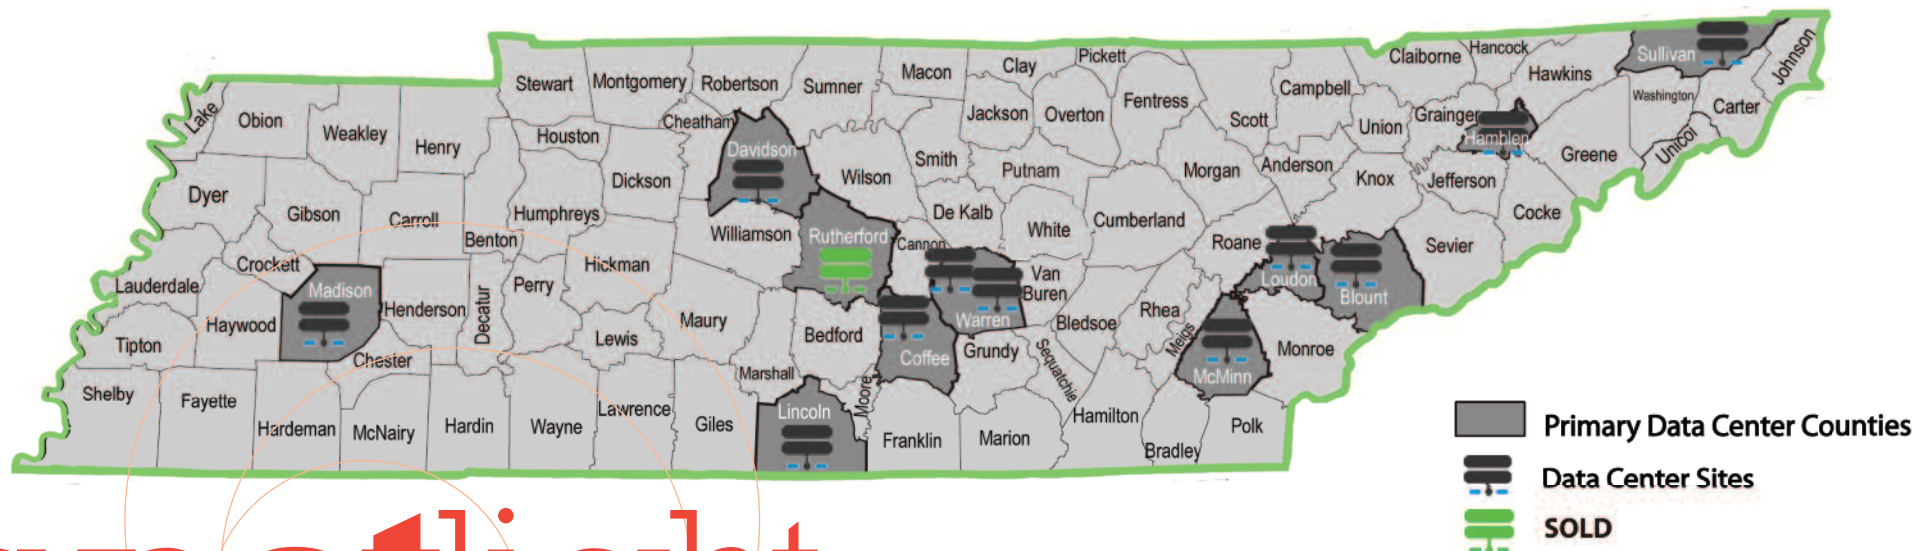 Lake
Obion
Weakley
Henry
Stewart
Montgomery
Robertson
Sumner
Macon
Clay
Pickett
Claiborne
Hancock
Hawkins
Sullivan
Johnson
Houston
Cheatham
Davidson
Jackson
Overton
Fentress
Scott
Campbell
Union
Grainger
Hamblen
Washington
Carter
Unicoi
Greene
Dyer
Gibson
Carroll
Benton
Humphreys
Dickson
Williamson
Wilson
Smith
De Kalb
Putnam
White
Cumberland
Morgan
Anderson
Knox
Jefferson
Cocke
Sevier
Lauderdale
Crockett
Madison
Henderson
Decatur
Perry
Hickman
Maury
Rutherford
Cannon
Warren
Van
Buren
Bledsoe
Rhea
Roane
Loudon
Blount
Tipton
Haywood
Chester
Lewis
Marshall
Bedford
Coffee
Grundy
Sequatchie
Meigs
McMinn
Monroe
Shelby
Fayette
Hardeman
McNairy
Hardin
Wayne
Lawrence
Giles
Lincoln
Moore
Franklin
Marion
Hamilton
Bradley
Polk
Primary Data Center Counties
Data Center Sites
SOLD